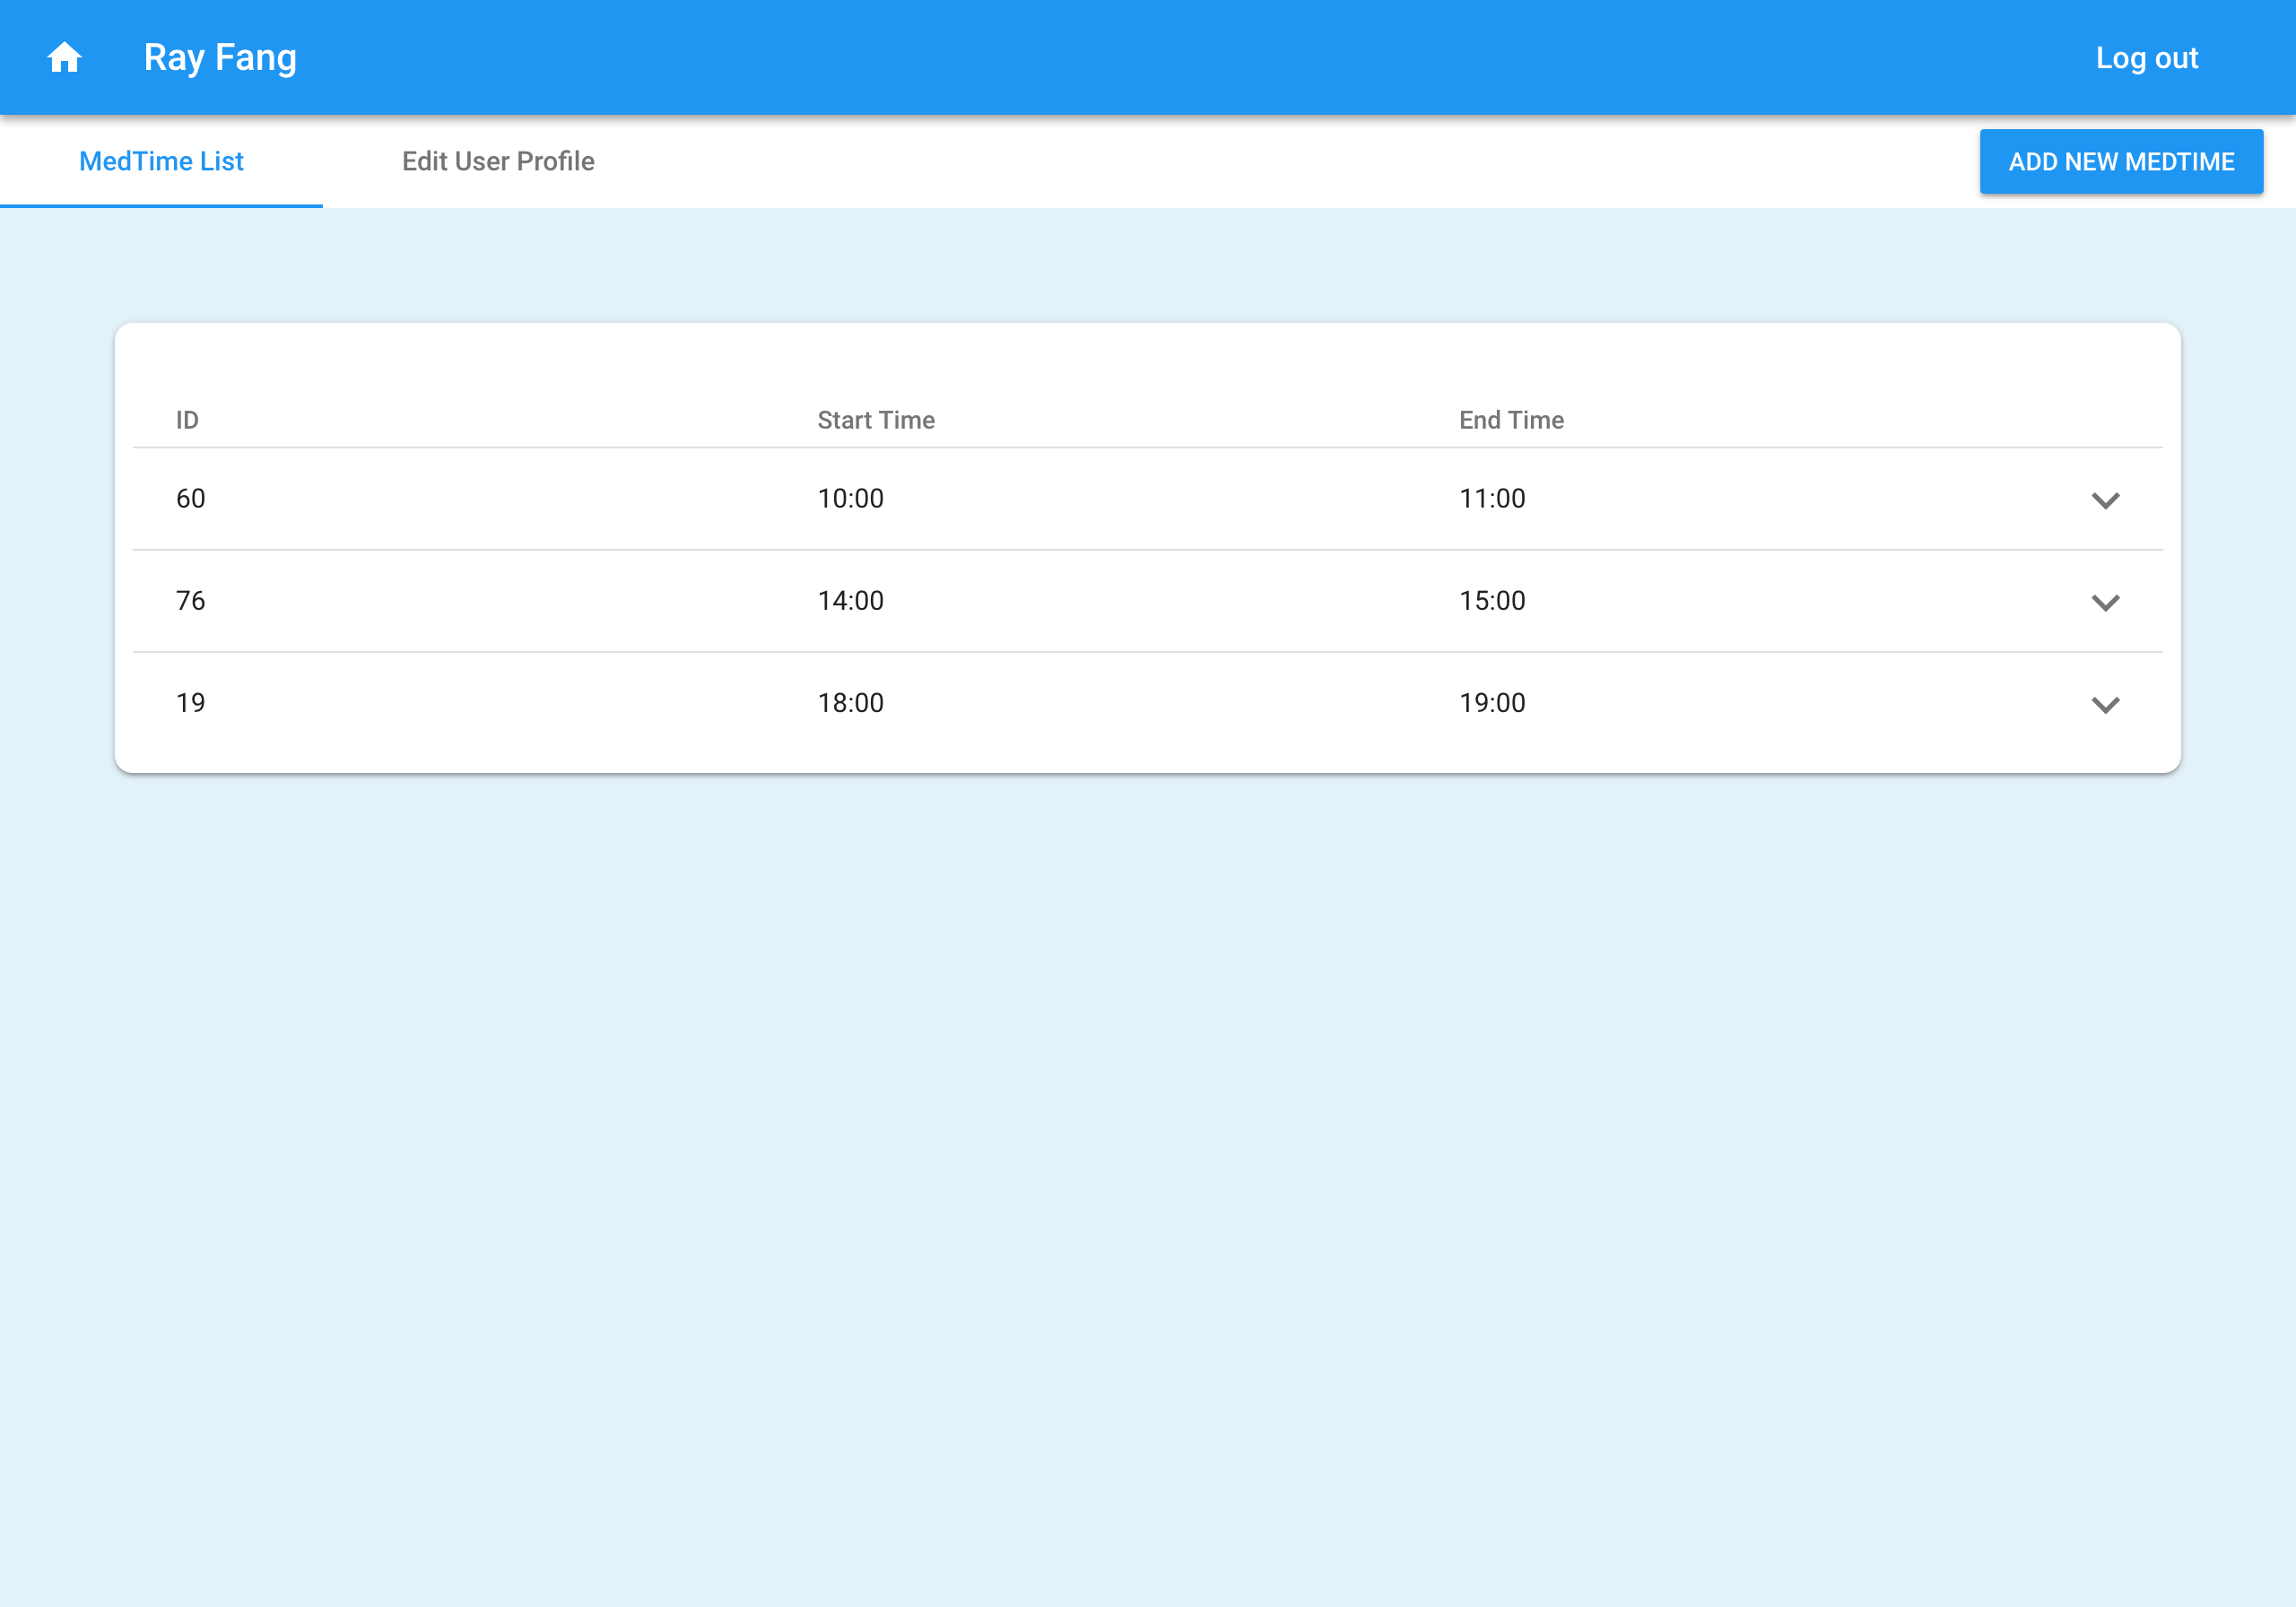 Ray Fang Log out
MedTime List Edit User Profile ADD NEW MEDTIME
ID Start Time End Time
60 10:00 11:00
76 14:00 15:00
19 18:00 19:00